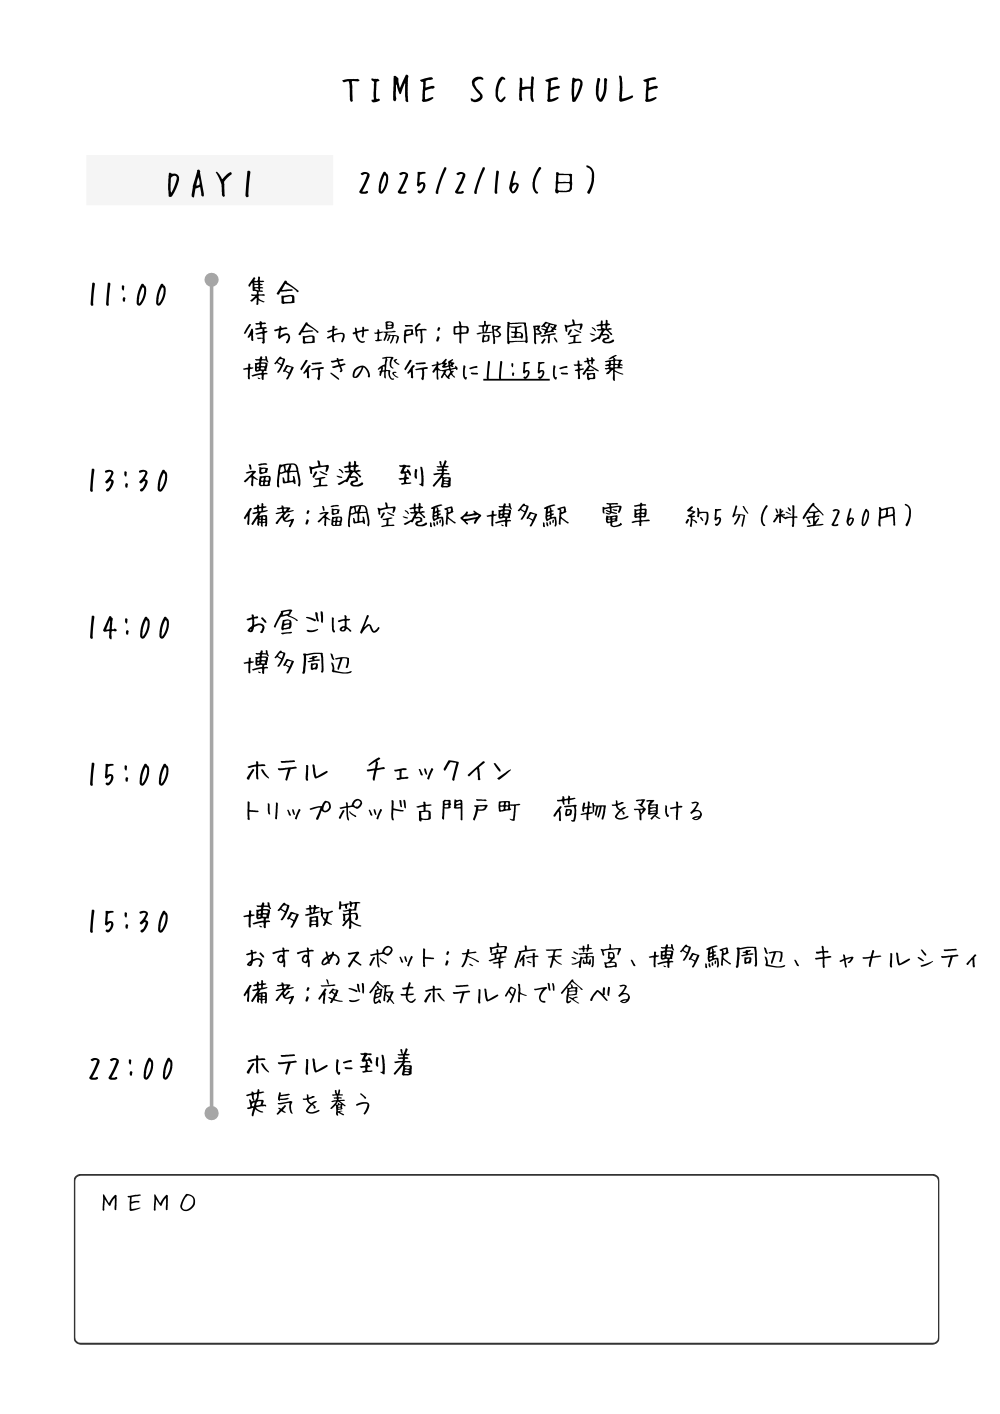 TIME SCHEDULE
DAY1 2025/2/16(日)
11:00 集合
待ち合わせ場所;中部国際空港
博多行きの飛行機に11:55に搭乗
13:30 福岡空港　到着
備考;福岡空港駅⇔博多駅　電車　約5分(料金260円)
14:00 お昼ごはん
博多周辺
15:00 ホテル　チェックイン
トリップポッド古門戸町　荷物を預ける
15:30 博多散策
おすすめスポット;太宰府天満宮、博多駅周辺、キャナルシティ
備考;夜ご飯もホテル外で食べる
22:00 ホテルに到着
英気を養う
MEMO